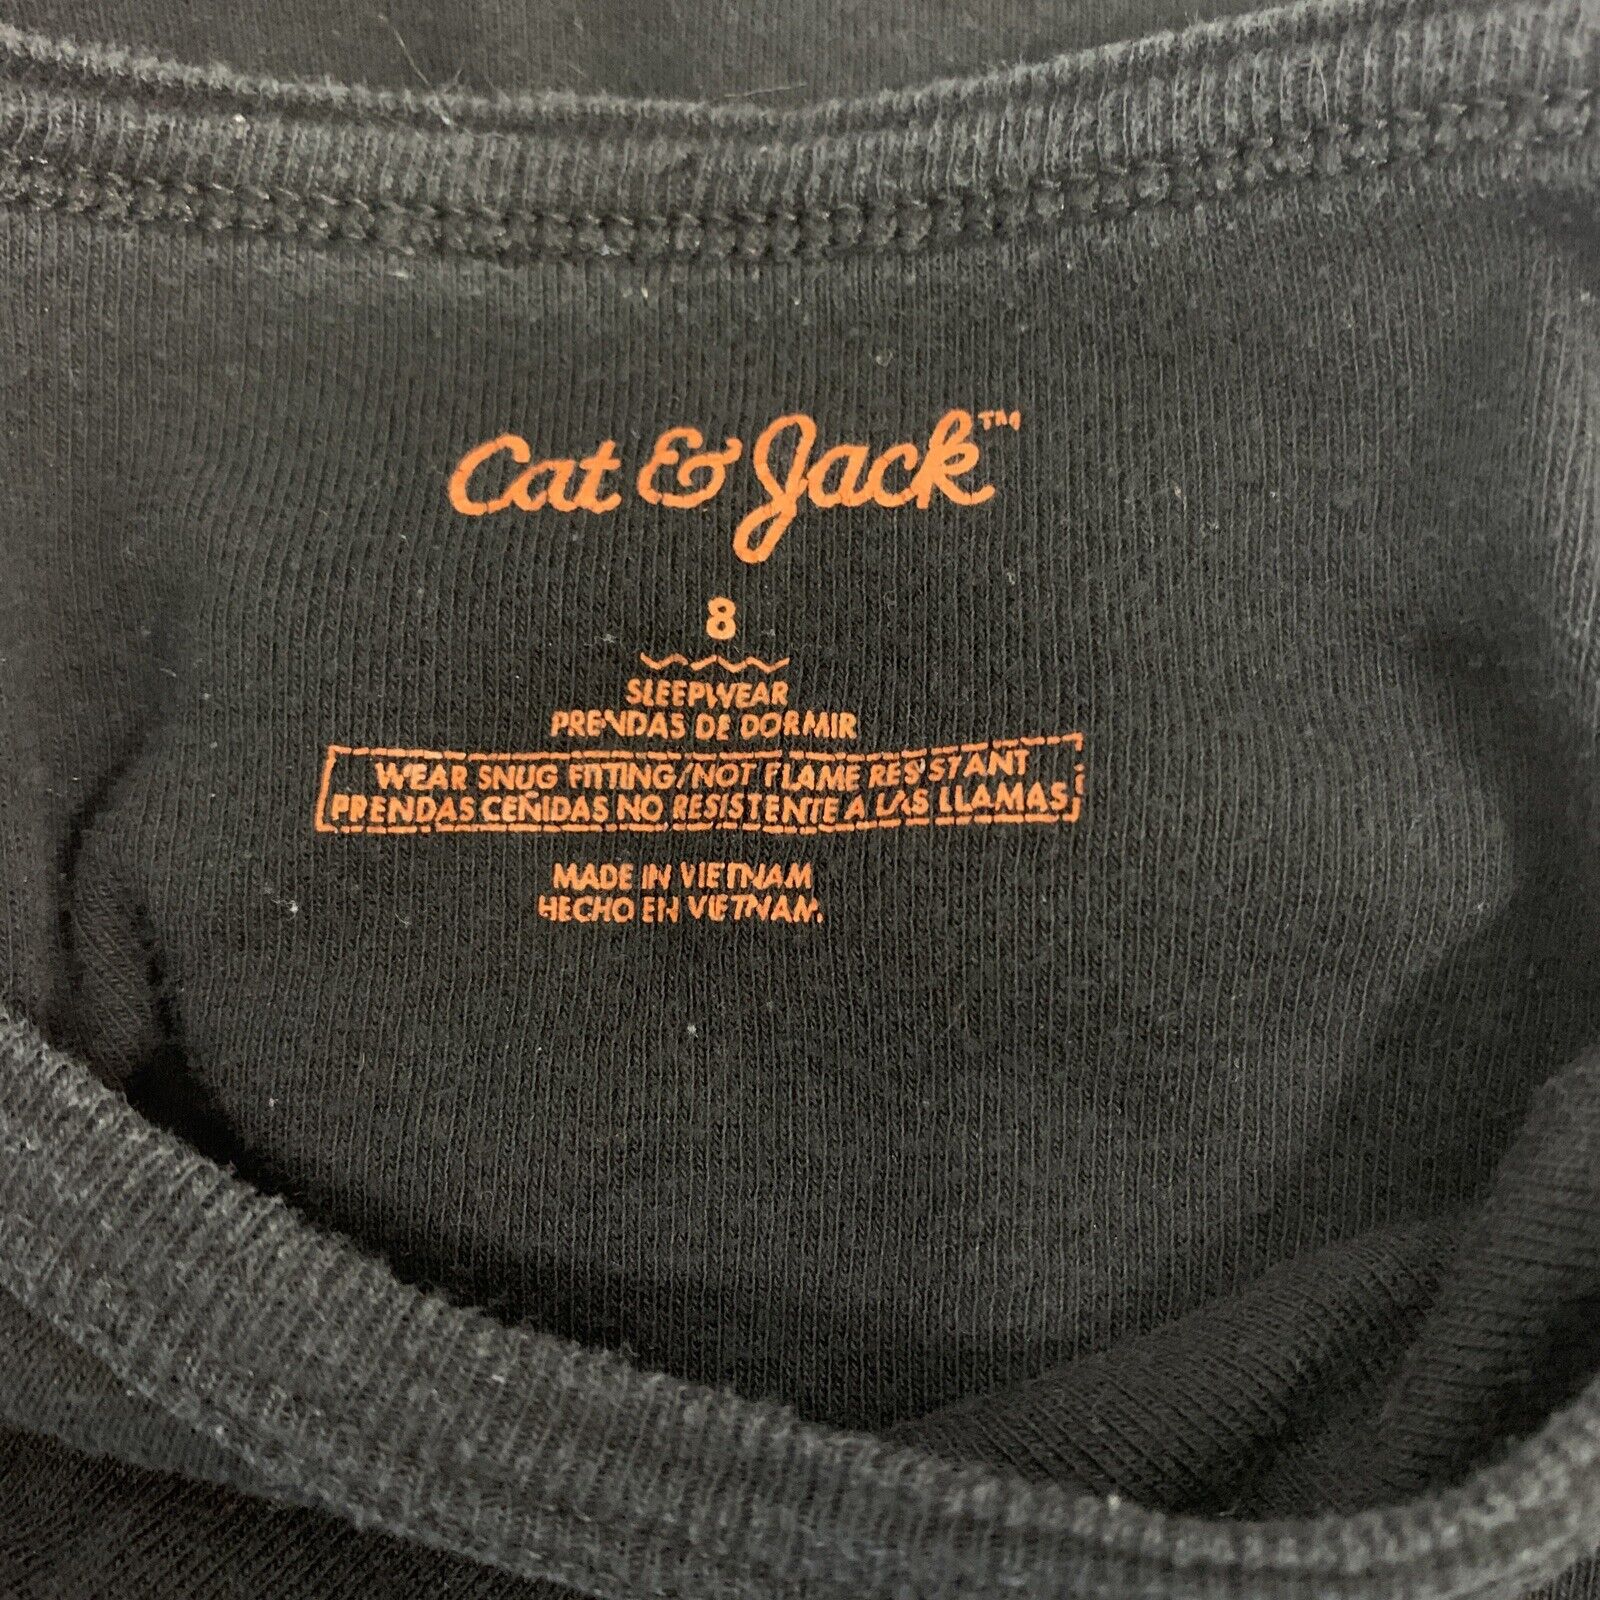 Cat & Jack™
8
SLEEPWEAR
PRENDAS DE DORMIR
WEAR SNUG FITTING/NOT FLAME RESISTANT
PRENDAS CEÑIDAS NO RESISTENTE A LAS LLAMAS
MADE IN VIETNAM
HECHO EN VIETNAM